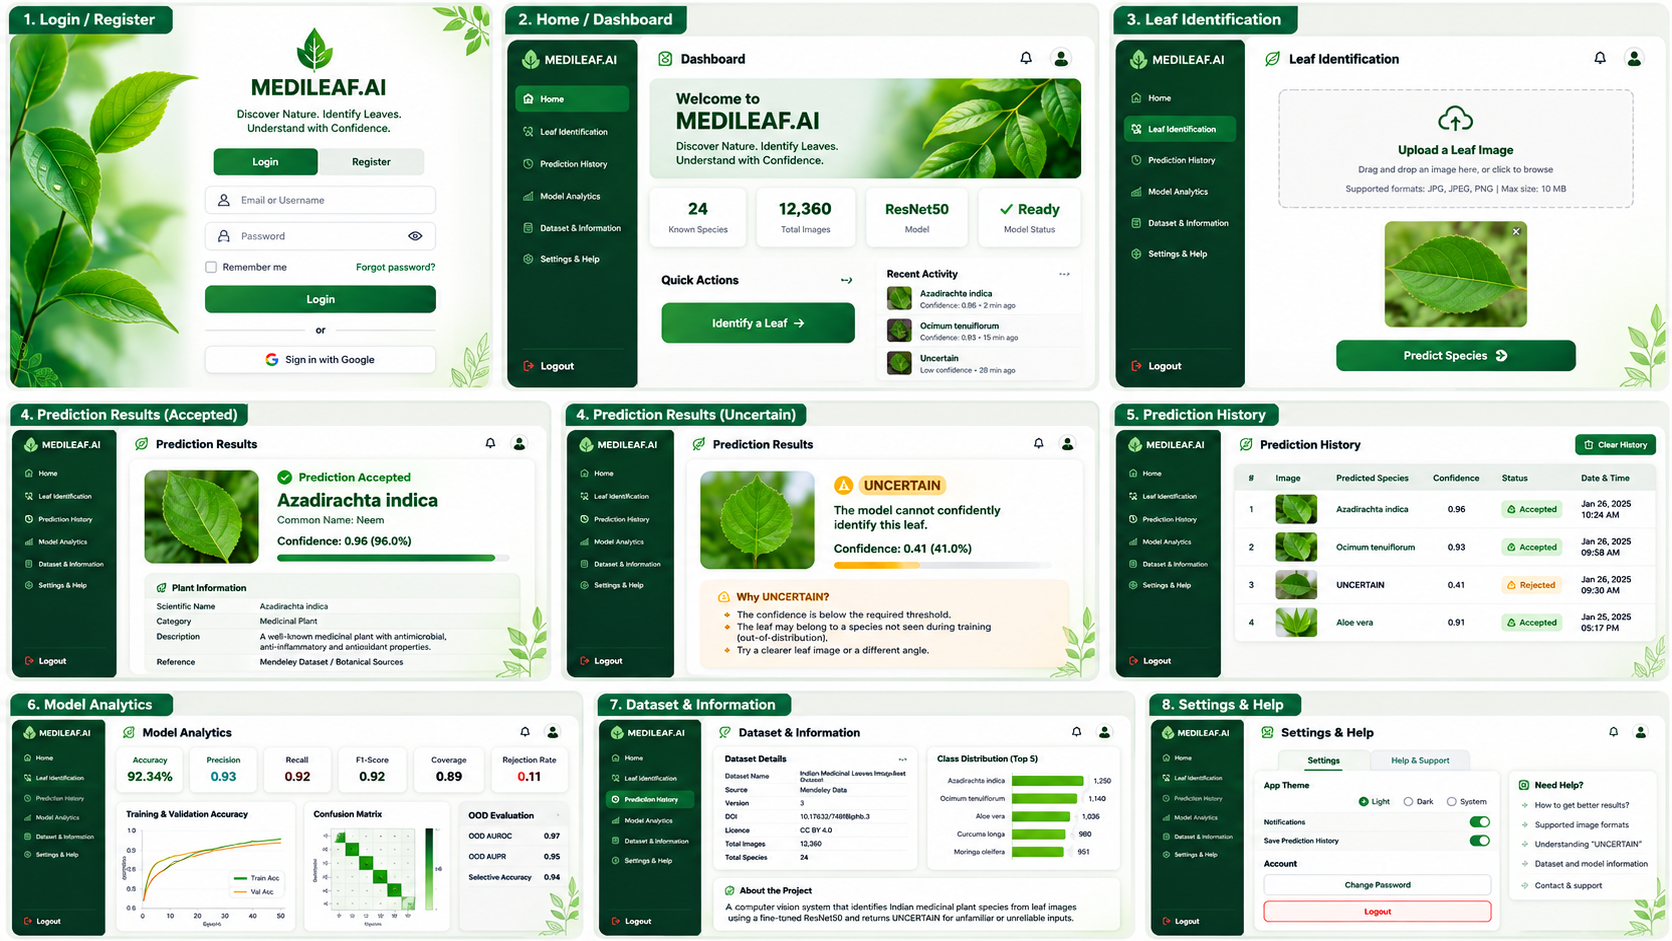 1. Login / Register
MEDILEAF.AI
Discover Nature. Identify Leaves.
Understand with Confidence.
Login
Register
Email or Username
Password
Remember me
Forgot password?
Login
or
Sign in with Google
2. Home / Dashboard
MEDILEAF.AI
Home
Leaf Identification
Prediction History
Model Analytics
Dataset & Information
Settings & Help
Logout
Dashboard
Welcome to
MEDILEAF.AI
Discover Nature. Identify Leaves.
Understand with Confidence.
24
Known Species
12,360
Total Images
ResNet50
Model
Ready
Model Status
Quick Actions
Identify a Leaf →
Recent Activity
Azadirachta indica
Confidence: 0.96 • 2 min ago
Ocimum tenuiflorum
Confidence: 0.93 • 15 min ago
Uncertain
Low confidence • 28 min ago
3. Leaf Identification
MEDILEAF.AI
Home
Leaf Identification
Prediction History
Model Analytics
Dataset & Information
Settings & Help
Logout
Leaf Identification
Upload a Leaf Image
Drag and drop an image here, or click to browse
Supported formats: JPG, JPEG, PNG | Max size: 10 MB
Predict Species
4. Prediction Results (Accepted)
MEDILEAF.AI
Home
Leaf Identification
Prediction History
Model Analytics
Dataset & Information
Settings & Help
Logout
Prediction Results
Prediction Accepted
Azadirachta indica
Common Name: Neem
Confidence: 0.96 (96.0%)
Plant Information
Scientific Name Azadirachta indica
Category Medicinal Plant
Description A well-known medicinal plant with antimicrobial,
anti-inflammatory and antioxidant properties.
Reference Mendeley Dataset / Botanical Sources
4. Prediction Results (Uncertain)
MEDILEAF.AI
Home
Leaf Identification
Prediction History
Model Analytics
Dataset & Information
Settings & Help
Logout
Prediction Results
UNCERTAIN
The model cannot confidently
identify this leaf.
Confidence: 0.41 (41.0%)
Why UNCERTAIN?
The confidence is below the required threshold.
The leaf may belong to a species not seen during training
(out-of-distribution).
Try a clearer leaf image or a different angle.
5. Prediction History
MEDILEAF.AI
Home
Leaf Identification
Prediction History
Model Analytics
Dataset & Information
Settings & Help
Logout
Prediction History
Clear History
# Image Predicted Species Confidence Status Date & Time
1 Azadirachta indica 0.96 Accepted Jan 26, 2025
10:24 AM
2 Ocimum tenuiflorum 0.93 Accepted Jan 26, 2025
09:58 AM
3 UNCERTAIN 0.41 Rejected Jan 26, 2025
09:30 AM
4 Aloe vera 0.91 Accepted Jan 25, 2025
05:17 PM
6. Model Analytics
MEDILEAF.AI
Home
Leaf Identification
Prediction History
Model Analytics
Dataset & Information
Settings & Help
Logout
Model Analytics
Accuracy
92.34%
Precision
0.93
Recall
0.92
F1-Score
0.92
Coverage
0.89
Rejection Rate
0.11
Training & Validation Accuracy
Train Acc
Val Acc
0 10 20 30 40 50
Confusion Matrix
OOD Evaluation
OOD AUROC 0.97
OOD AUPR 0.95
Selective Accuracy 0.94
7. Dataset & Information
MEDILEAF.AI
Home
Leaf Identification
Prediction History
Model Analytics
Dataset & Information
Settings & Help
Logout
Dataset & Information
Dataset Details
Dataset Name Indian Medicinal Leaves
Source Mendeley Data
Version 3
DOI
Licence CC BY 4.0
Total Images 12,360
Total Species 24
Class Distribution (Top 5)
Azadirachta indica 1,250
Ocimum tenuiflorum 1,140
Aloe vera 1,036
Curcuma longa 980
Moringa oleifera 951
About the Project
A computer vision system that identifies Indian medicinal plant species from leaf images
using a fine-tuned ResNet50 and returns UNCERTAIN for unfamiliar or unreliable inputs.
8. Settings & Help
MEDILEAF.AI
Home
Leaf Identification
Prediction History
Model Analytics
Dataset & Information
Settings & Help
Logout
Settings & Help
Settings
Help & Support
App Theme
Light Dark System
Notifications
Save Prediction History
Account
Change Password
Logout
Need Help?
How to get better results?
Supported image formats
Understanding "UNCERTAIN"
Dataset and model information
Contact & support